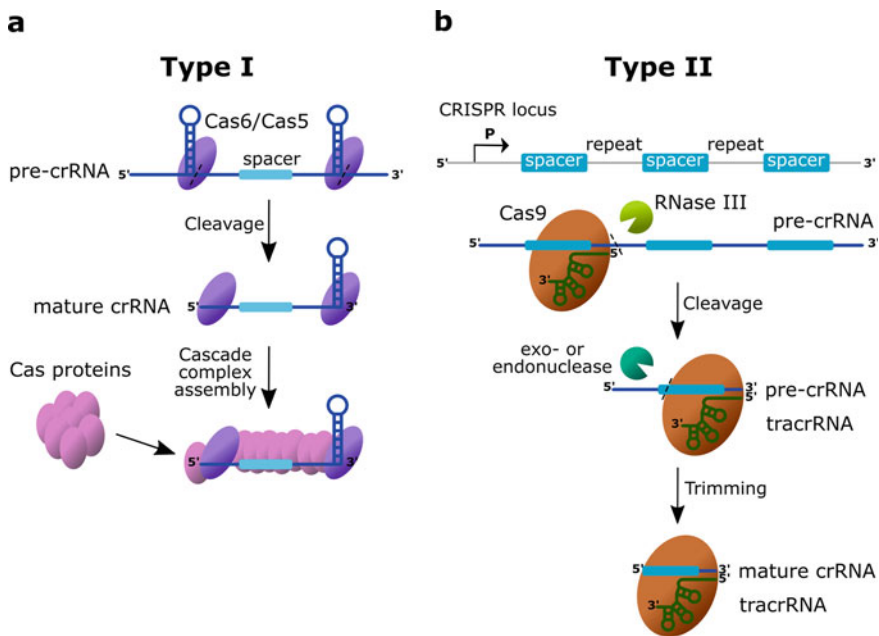 a
Type I
Cas6/Cas5
spacer
pre-crRNA
5'
3'
Cleavage
mature crRNA
5'
3'
Cas proteins
Cascade
complex
assembly
5'
3'
b
Type II
CRISPR locus
P
repeat
repeat
5'
spacer
spacer
spacer
3'
Cas9
RNase III
pre-crRNA
5'
5'
3'
3'
Cleavage
exo- or
endonuclease
5'
3'
pre-crRNA
5'
3'
tracrRNA
Trimming
5'
3'
mature crRNA
5'
3'
tracrRNA